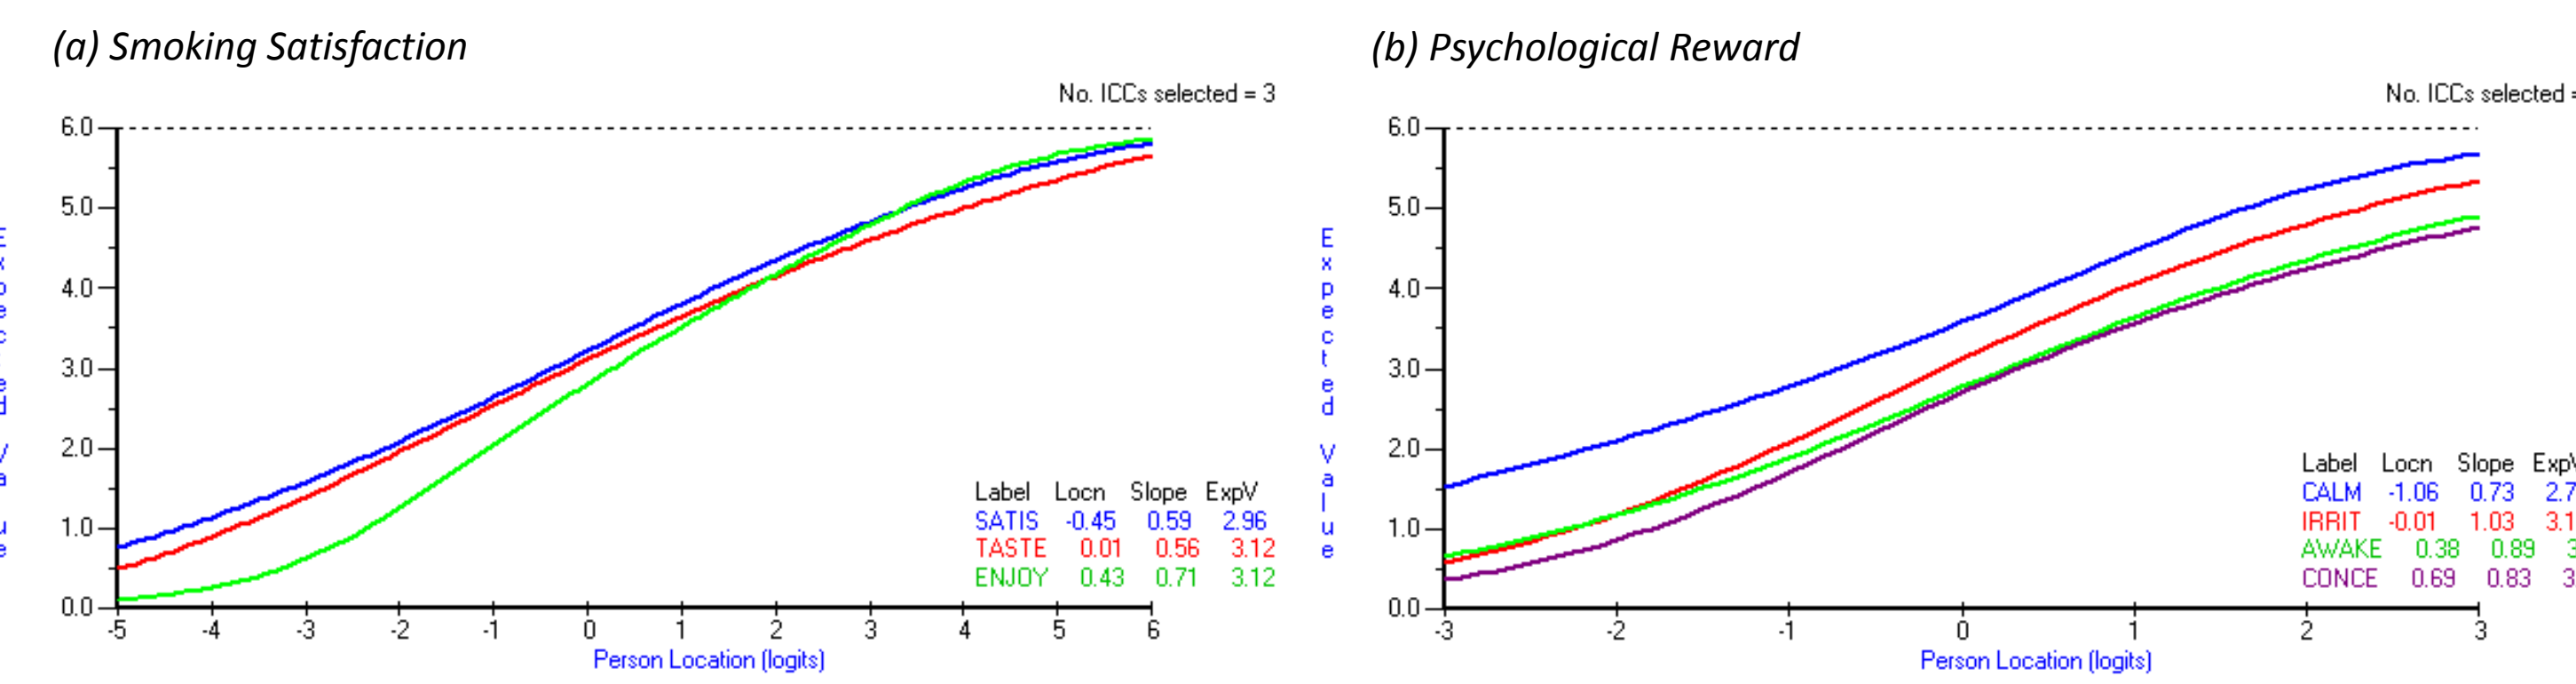 (a) Smoking Satisfaction
No. ICCs selected = 3
6.0
5.0
4.0
3.0
2.0
1.0
0.0
-5 -4 -3 -2 -1 0 1 2 3 4 5 6
Person Location (logits)
Label Locn Slope ExpV
SATIS -0.45 0.59 2.96
TASTE 0.01 0.56 3.12
ENJOY 0.43 0.71 3.12
(b) Psychological Reward
No. ICCs selected =
Expected Value
6.0
5.0
4.0
3.0
2.0
1.0
0.0
-3 -2 -1 0 1 2 3
Person Location (logits)
Label Locn Slope
CALM -1.06 0.73 2.7
IRRIT -0.01 1.03 3.1
AWAKE 0.38 0.89 3
CONCE 0.69 0.83 3